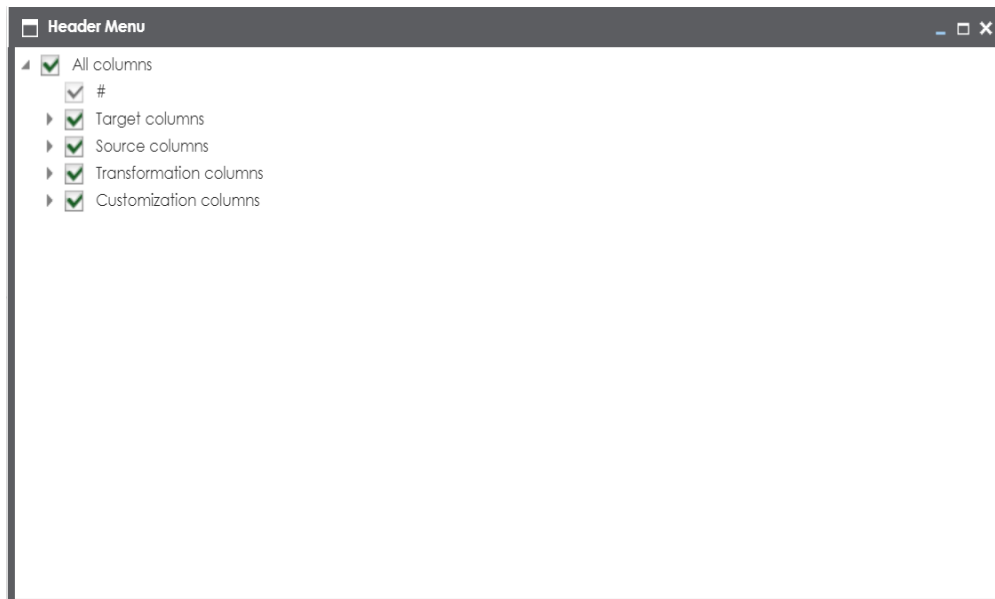 Header Menu
All columns
#
Target columns
Source columns
Transformation columns
Customization columns